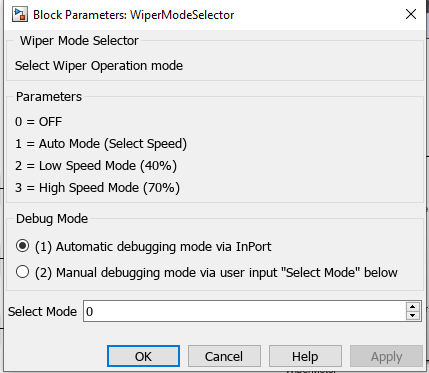 Block Parameters: WiperModeSelector
Wiper Mode Selector
Select Wiper Operation mode
Parameters
0 = OFF
1 = Auto Mode (Select Speed)
2 = Low Speed Mode (40%)
3 = High Speed Mode (70%)
Debug Mode
(1) Automatic debugging mode via InPort
(2) Manual debugging mode via user input "Select Mode" below
Select Mode 0
OK Cancel Help Apply